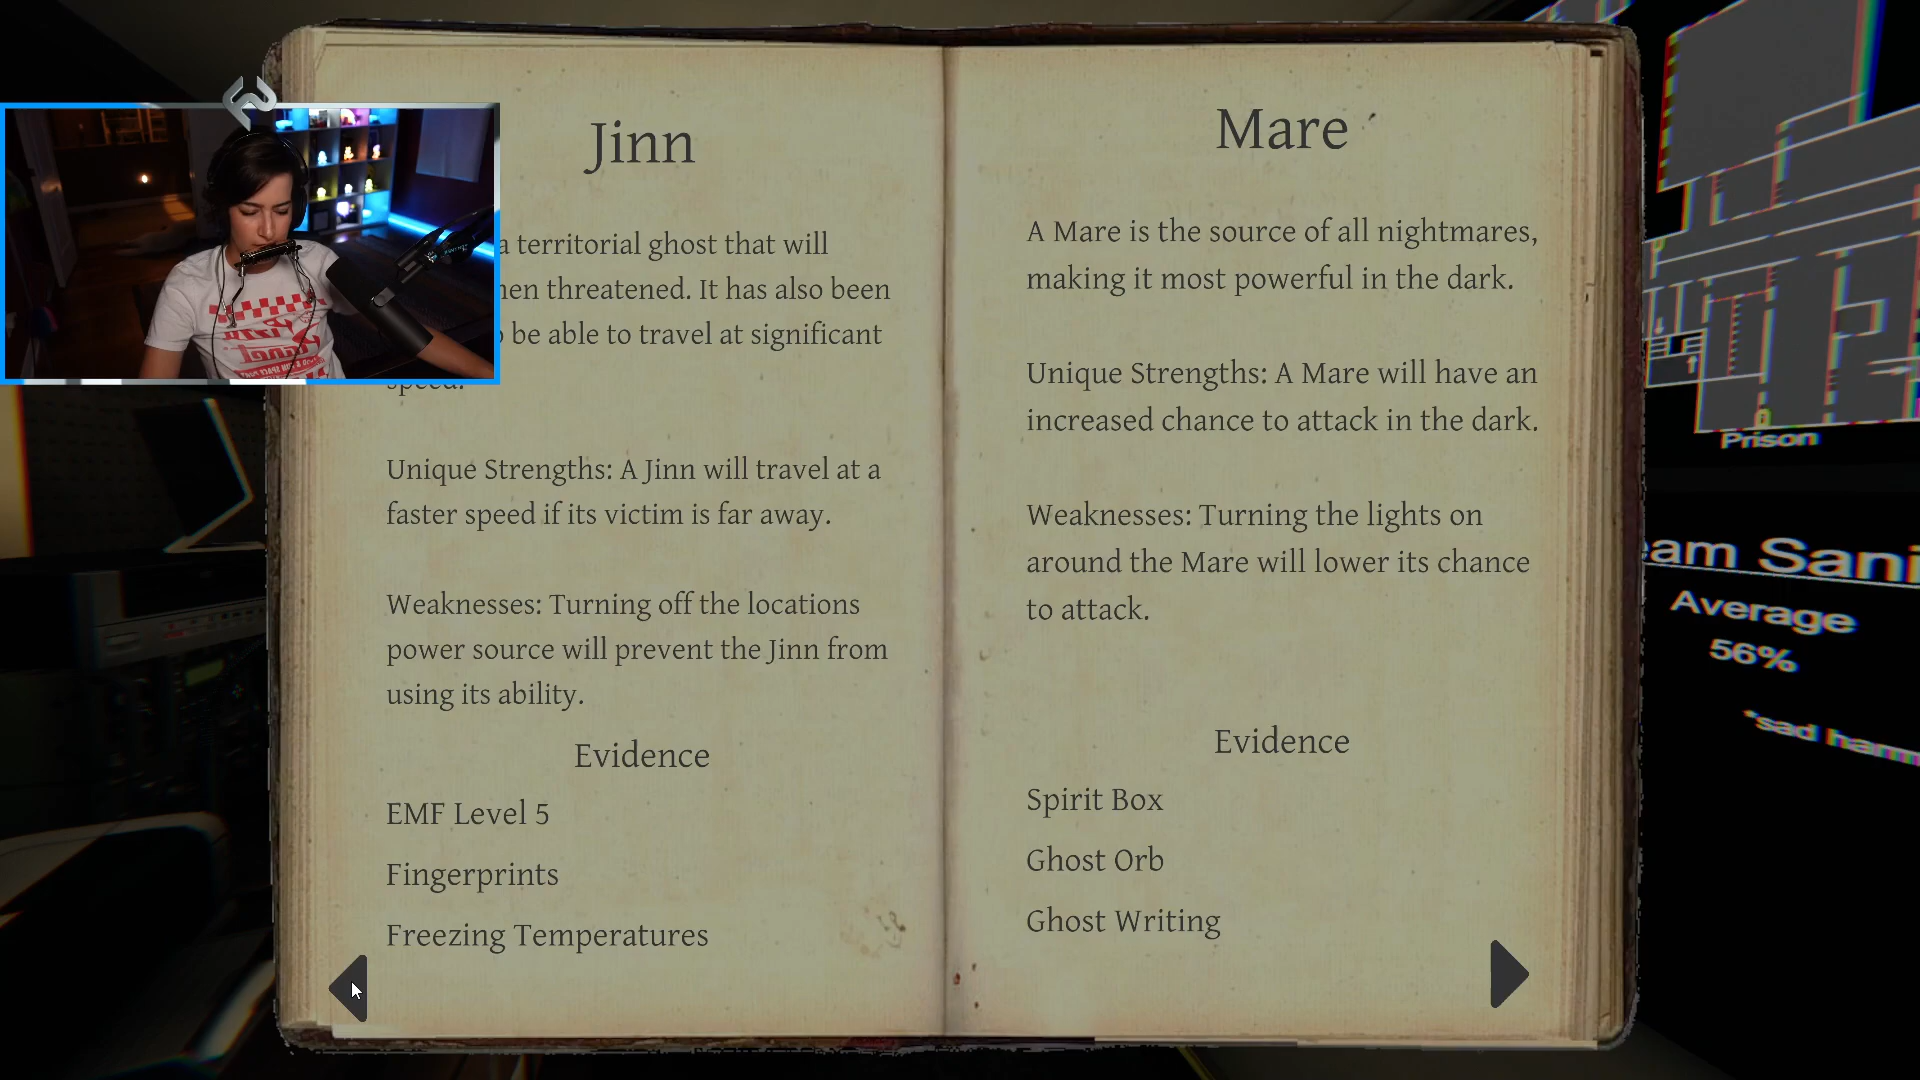 Jinn
a territorial ghost that will
threatened. It has also been
be able to travel at significant
speed.
Unique Strengths: A Jinn will travel at a
faster speed if its victim is far away.
Weaknesses: Turning off the locations
power source will prevent the Jinn from
using its ability.
Evidence
EMF Level 5
Fingerprints
Freezing Temperatures
Mare
A Mare is the source of all nightmares,
making it most powerful in the dark.
Unique Strengths: A Mare will have an
increased chance to attack in the dark.
Weaknesses: Turning the lights on
around the Mare will lower its chance
to attack.
Evidence
Spirit Box
Ghost Orb
Ghost Writing
Prison
Average
56%
*sad